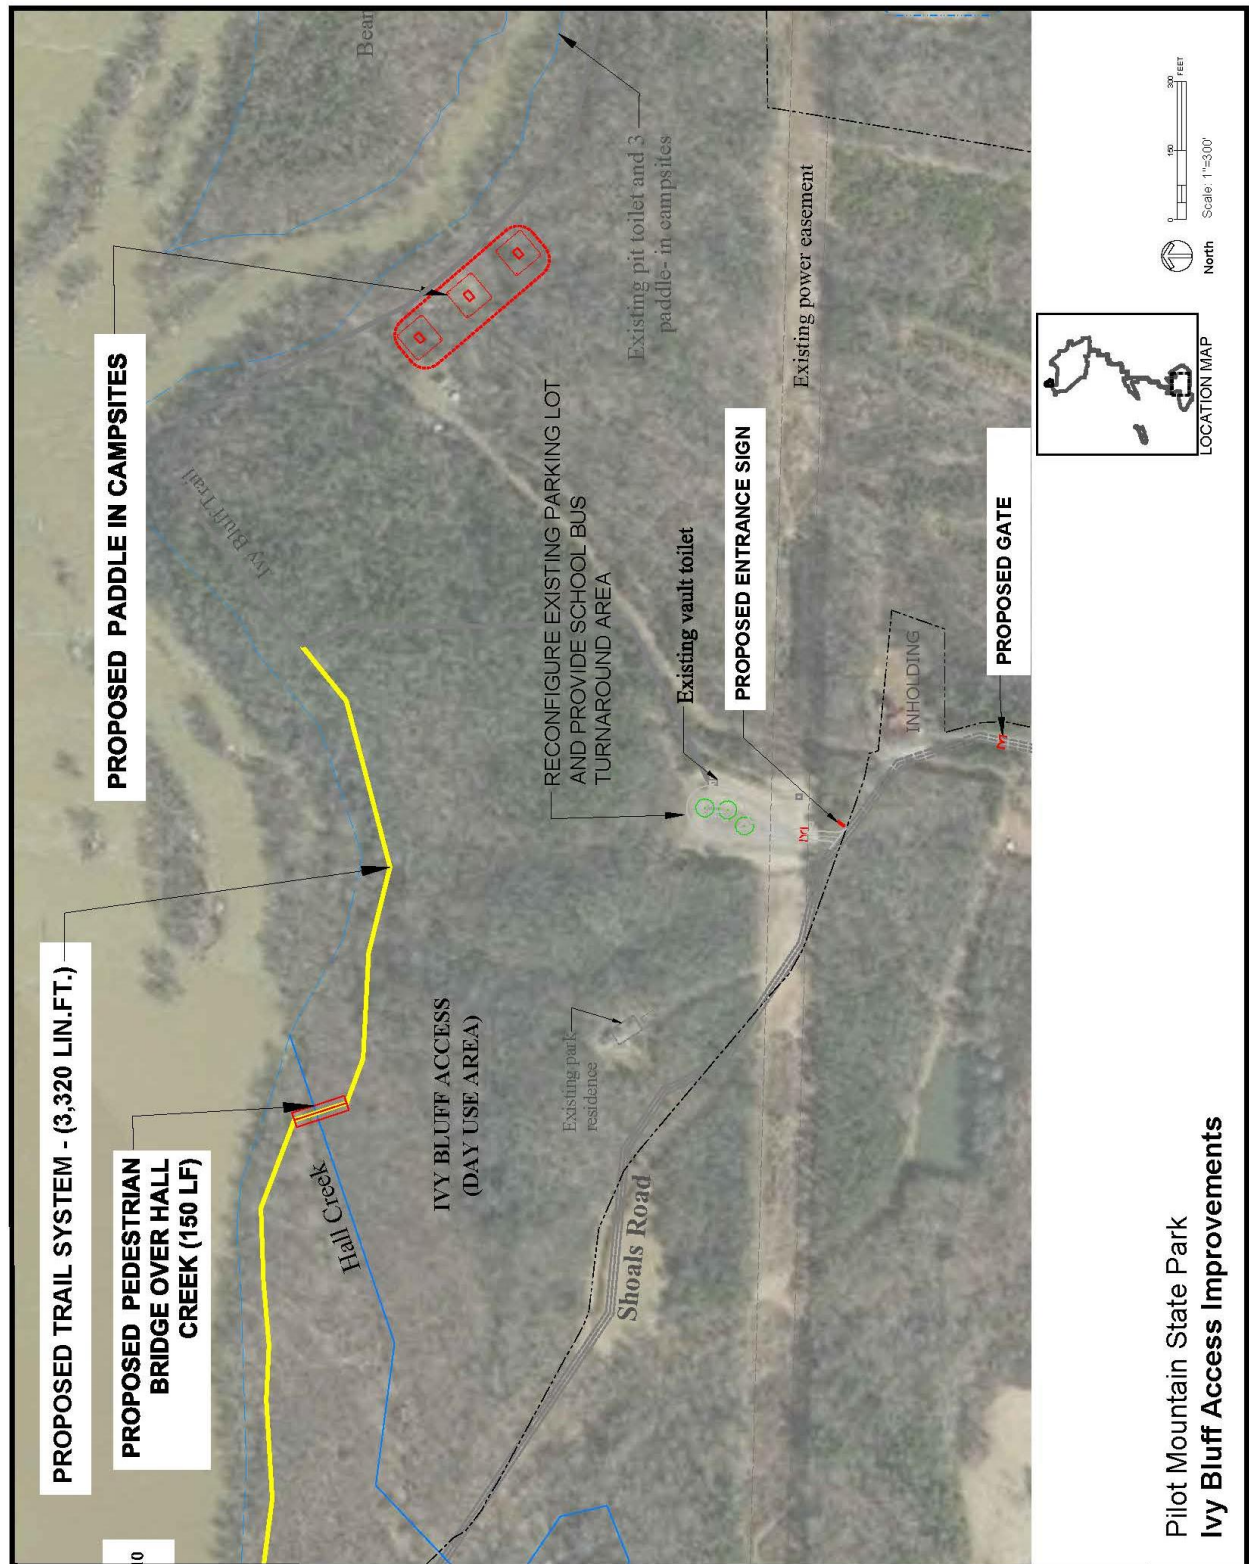 PROPOSED TRAIL SYSTEM - (3,320 LIN.FT.)
PROPOSED PEDESTRIAN
BRIDGE OVER HALL
CREEK (150 LF)
PROPOSED PADDLE IN CAMPSITES
Ivy Bluff Trail
Hall Creek
IVY BLUFF ACCESS
(DAY USE AREA)
Existing park
residence
Shoals Road
RECONFIGURE EXISTING PARKING LOT
AND PROVIDE SCHOOL BUS
TURNAROUND AREA
Existing pit toilet and 3
paddle- in campsites
Existing vault toilet
PROPOSED ENTRANCE SIGN
Existing power easement
INHOLDING
PROPOSED GATE
Pilot Mountain State Park
Ivy Bluff Access Improvements
LOCATION MAP
North
0 150 300
FEET
Scale: 1"=300'